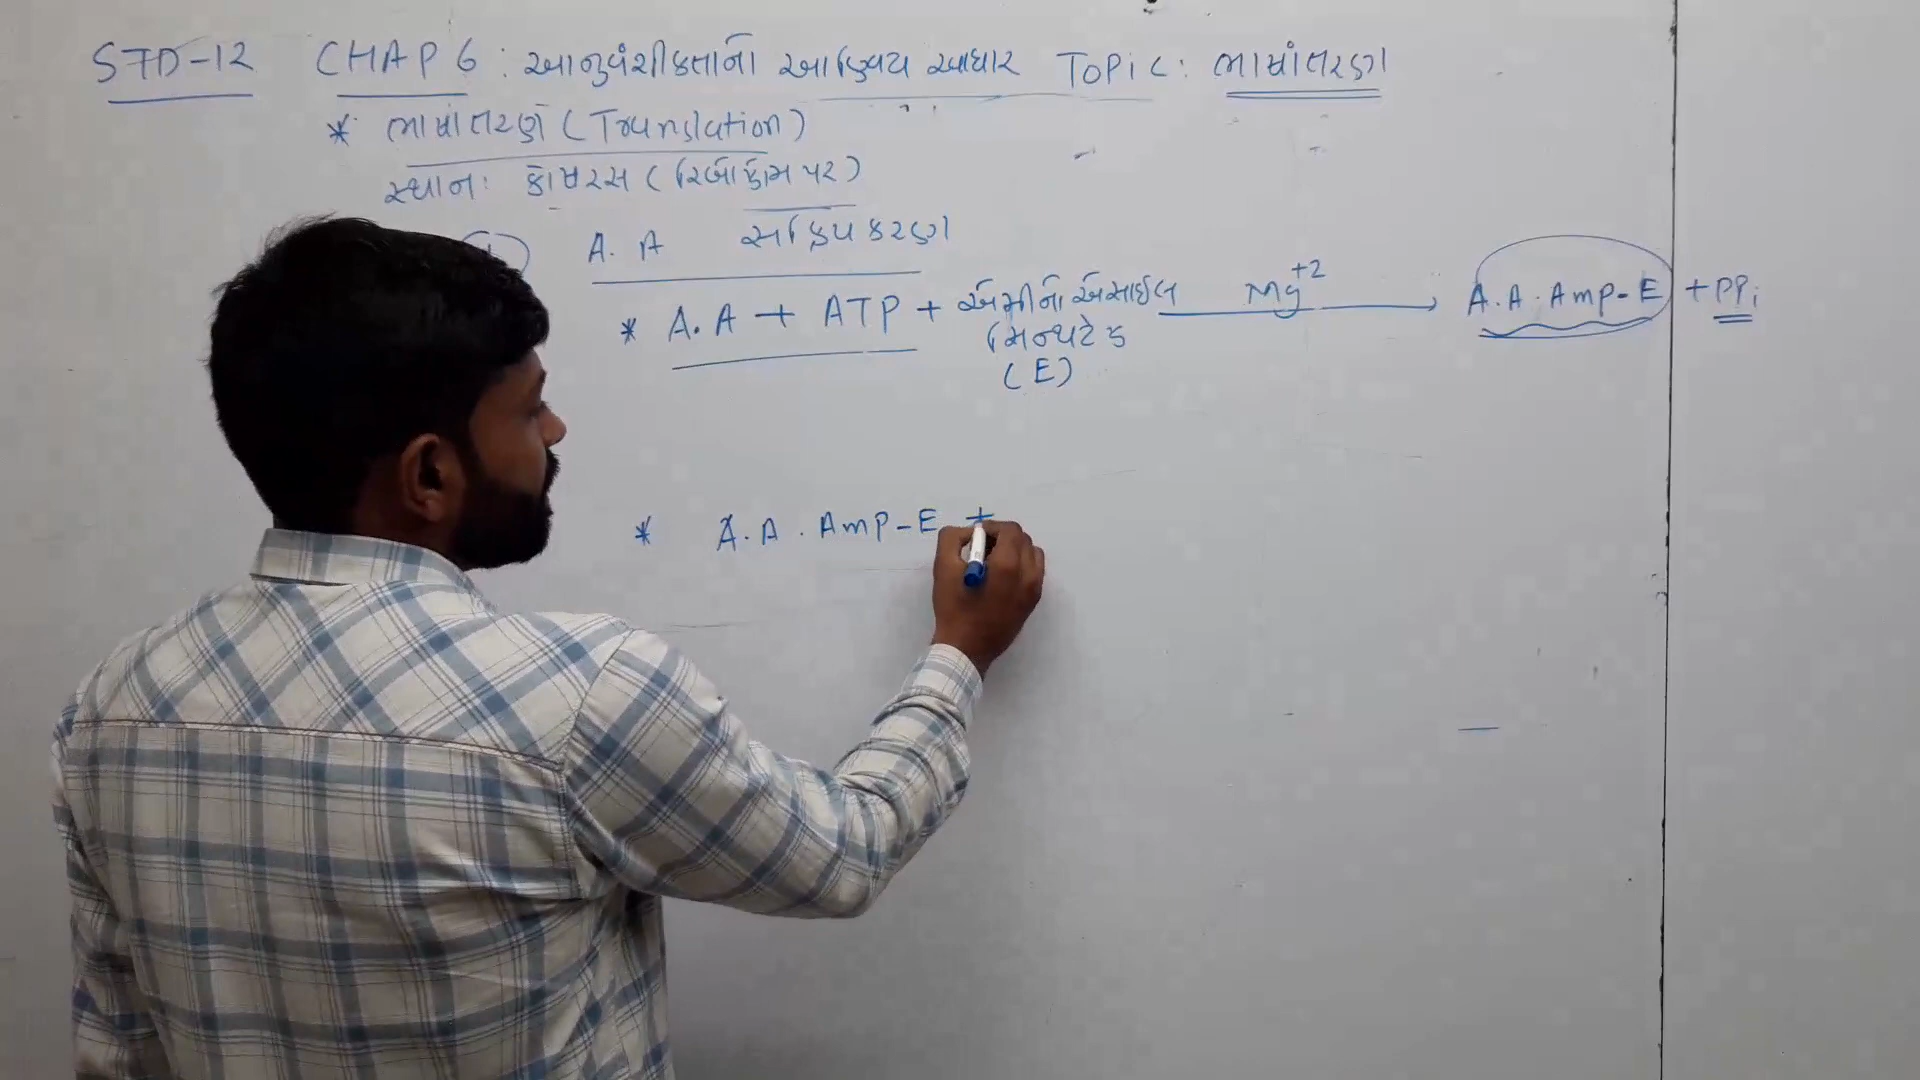 STD-12 CHAP 6 : આનુવંશીકતાનો આણ્વિય આધાર TOPIC : ભાષાંતરણ
* ભાષાંતરણ (Translation)
સ્થાન : કોષરસ ( રિબોઝોમ પર )
A. A સક્રિયકરણ
* A.A + ATP + એમીનો એસાઈલ Mg+2 A.A. AMP-E + PPi
સિન્થેટેઝ
(E)
* A.A. AMP-E +